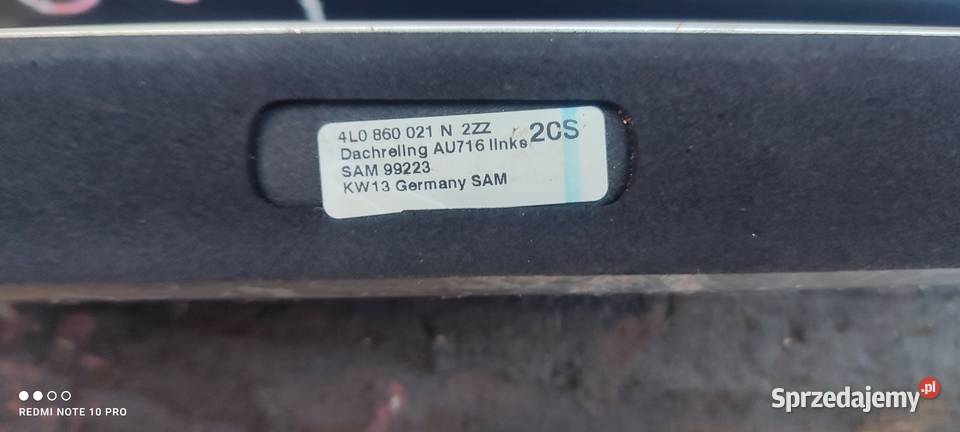 4L0 860 021 N 2ZZ 2CS
Dachreling AU716 links
SAM 99223
KW13 Germany SAM
REDMI NOTE 10 PRO
Sprzedajemy.pl